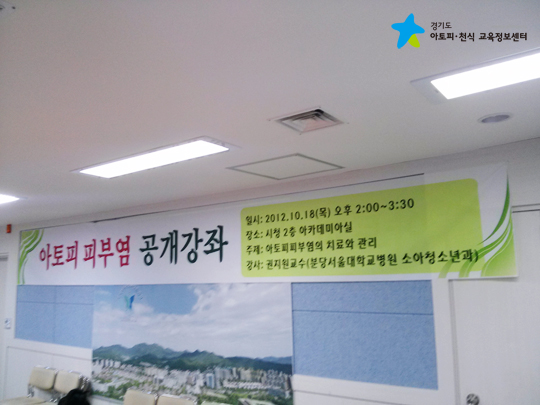 경기도
아토피·천식 교육정보센터
아토피 피부염 공개강좌
일시: 2012.10.18(목) 오후 2:00~3:30
장소: 시청 2층 아카데미아실
주제: 아토피피부염의 치료와 관리
강사: 권지원교수(분당서울대학교병원 소아청소년과)